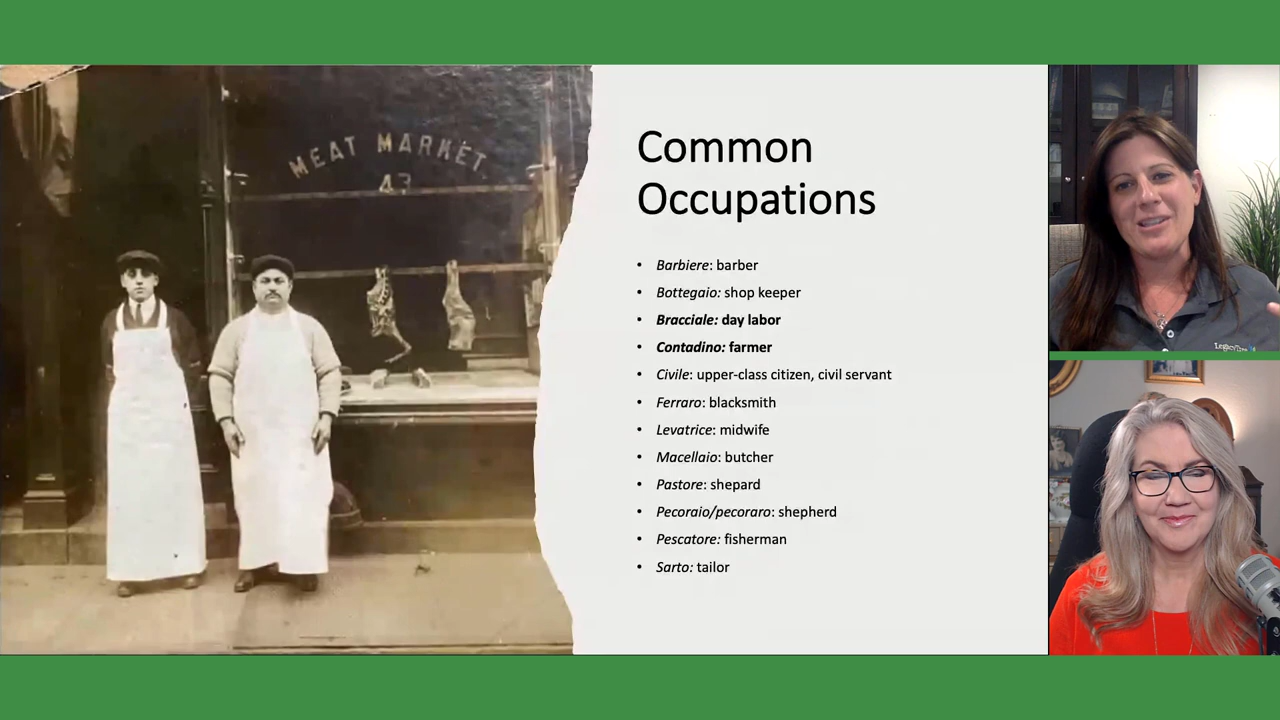 MEAT MARKET.
43
Common
Occupations
• Barbiere: barber
• Bottegaio: shop keeper
• Bracciale: day labor
• Contadino: farmer
• Civile: upper-class citizen, civil servant
• Ferraro: blacksmith
• Levatrice: midwife
• Macellaio: butcher
• Pastore: shepard
• Pecoraio/pecoraro: shepherd
• Pescatore: fisherman
• Sarto: tailor